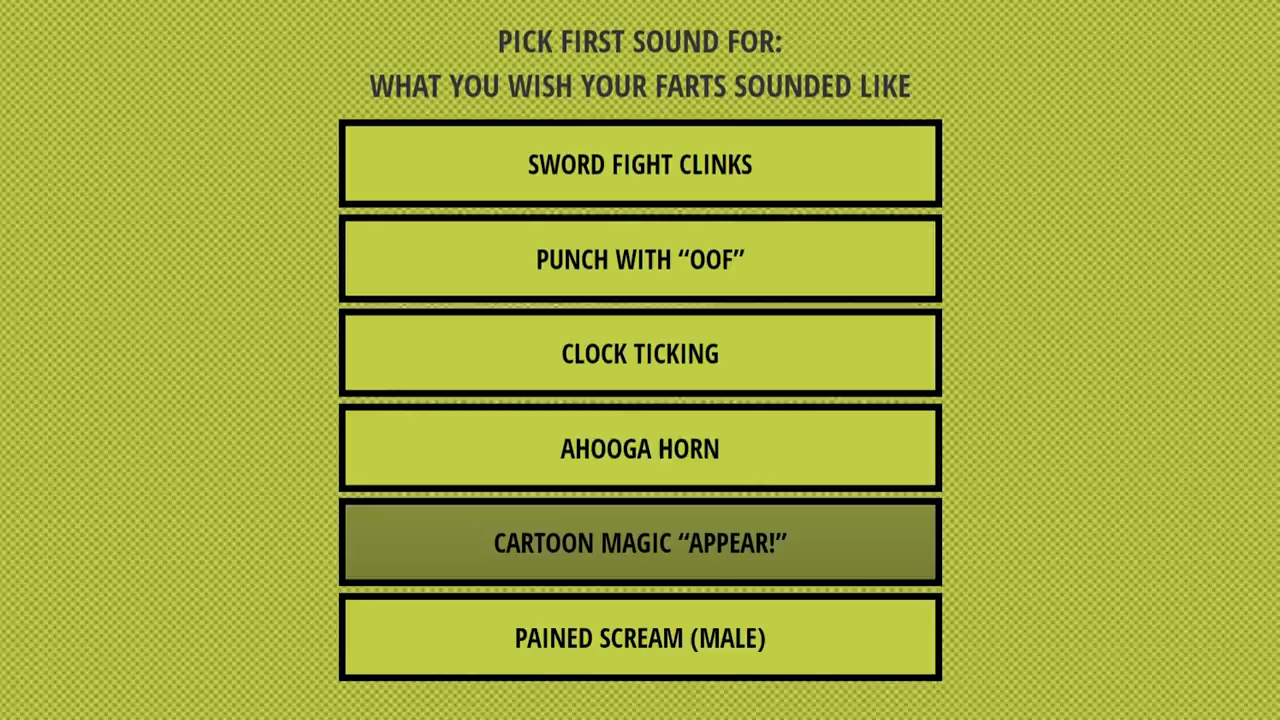 PICK FIRST SOUND FOR:
WHAT YOU WISH YOUR FARTS SOUNDED LIKE
SWORD FIGHT CLINKS
PUNCH WITH “OOF”
CLOCK TICKING
AHOOGA HORN
CARTOON MAGIC “APPEAR!”
PAINED SCREAM (MALE)